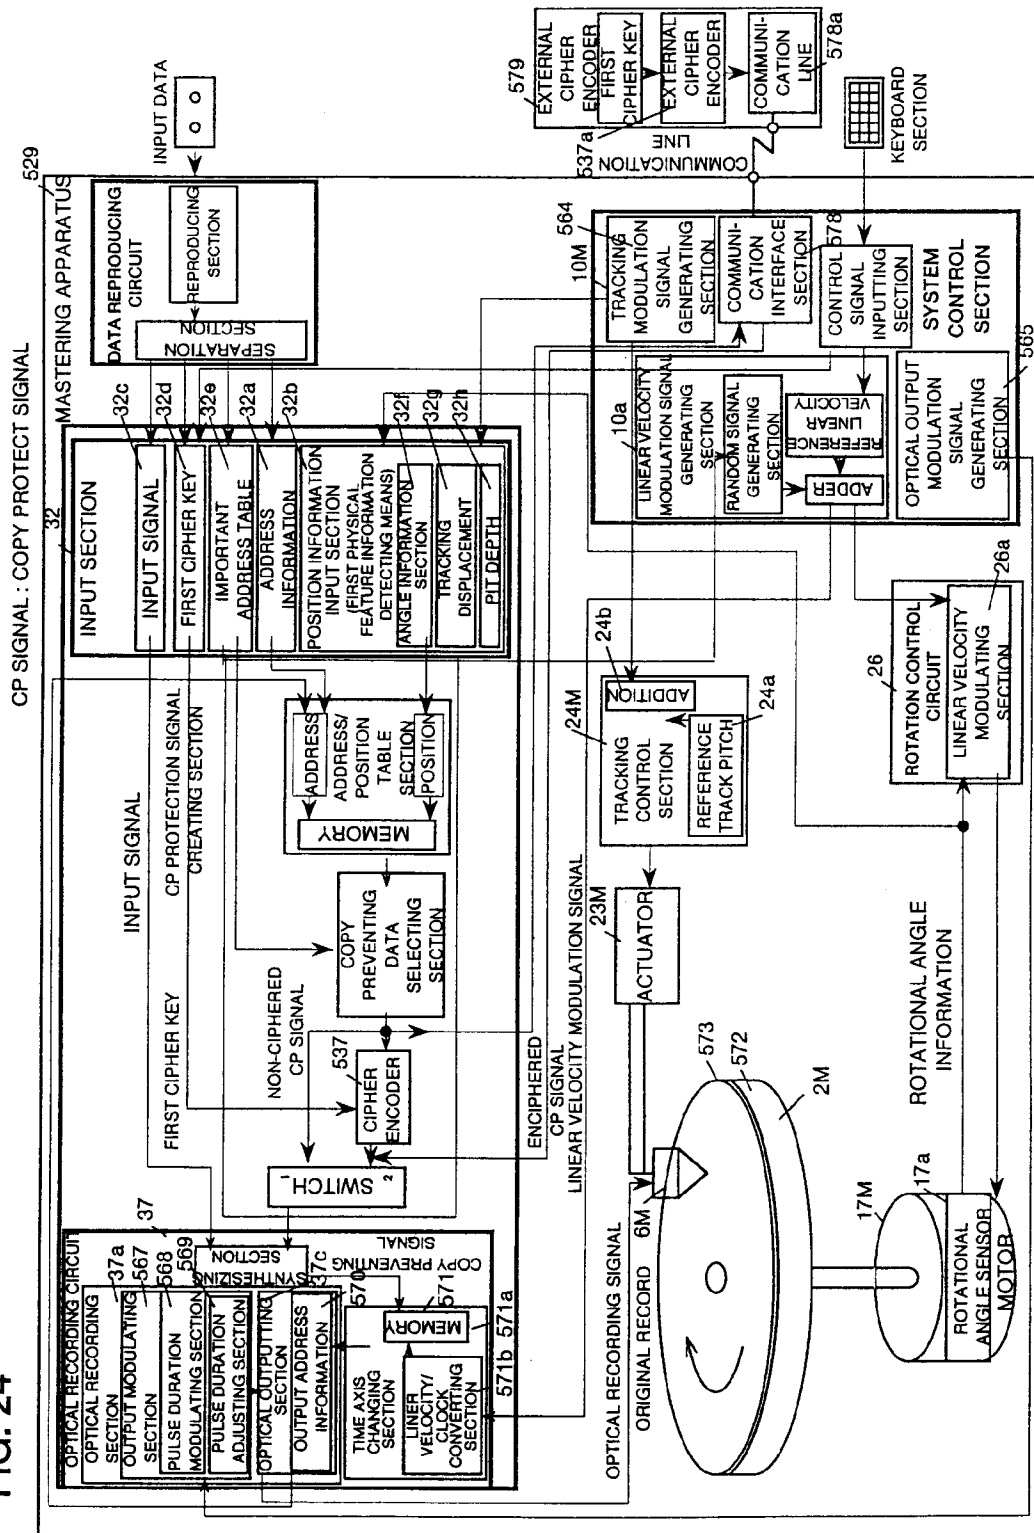 FIG. 24
CP SIGNAL : COPY PROTECT SIGNAL
MASTERING APPARATUS
529
INPUT DATA
DATA REPRODUCING
CIRCUIT
REPRODUCING
SECTION
SEPARATION
SECTION
579
EXTERNAL
CIPHER
ENCODER
FIRST
CIPHER KEY
EXTERNAL
CIPHER
ENCODER
COMMUNI-
CATION
LINE
578a
537a
COMMUNICATION
LINE
KEYBOARD
SECTION
32
INPUT SECTION
INPUT SIGNAL
32c
FIRST CIPHER KEY
32d
IMPORTANT
ADDRESS TABLE
32e
ADDRESS
INFORMATION
32a
POSITION INFORMATION
INPUT SECTION
(FIRST PHYSICAL
FEATURE INFORMATION
DETECTING MEANS)
32b
ANGLE INFORMATION
SECTION
32f
TRACKING
DISPLACEMENT
32g
PIT DEPTH
32h
10M
564
TRACKING
MODULATION
SIGNAL
GENERATING
SECTION
COMMUNI-
CATION
INTERFACE
SECTION
578
CONTROL
SIGNAL
INPUTTING
SECTION
SYSTEM
CONTROL
SECTION
10a
LINEAR VELOCITY
MODULATION SIGNAL
GENERATING
SECTION
RANDOM SIGNAL
GENERATING
SECTION
REFERENCE
LINEAR
VELOCITY
ADDER
OPTICAL OUTPUT
MODULATION
SIGNAL
GENERATING
SECTION
565
INPUT SIGNAL
CP PROTECTION SIGNAL
CREATING SECTION
FIRST CIPHER KEY
ADDRESS
ADDRESS/
POSITION
TABLE
SECTION
POSITION
MEMORY
COPY
PREVENTING
DATA
SELECTING
SECTION
NON-CIPHERED
CP SIGNAL
537
CIPHER
ENCODER
SWITCH
1
2
ENCIPHERED
CP SIGNAL
LINEAR VELOCITY MODULATION SIGNAL
24b
24M
ADDITION
TRACKING
CONTROL
SECTION
24a
REFERENCE
TRACK PITCH
23M
ACTUATOR
26
26a
ROTATION CONTROL
CIRCUIT
LINEAR VELOCITY
MODULATING
SECTION
37
OPTICAL RECORDING CIRCUIT
OPTICAL RECORDING
SECTION
37a
OUTPUT MODULATING
SECTION
567
PULSE DURATION
MODULATING SECTION
568
PULSE DURATION
ADJUSTING SECTION
569
OPTICAL OUTPUTTING
SECTION
37c
OUTPUT ADDRESS
INFORMATION
570
SYNTHESIZING
SECTION
COPY PREVENTING
SIGNAL
TIME AXIS
CHANGING
SECTION
571
MEMORY
571a
LINER
VELOCITY/
CLOCK
CONVERTING
SECTION
571b
OPTICAL RECORDING SIGNAL
ORIGINAL RECORD
6M
573
572
2M
ROTATIONAL ANGLE
INFORMATION
17M
17a
ROTATIONAL
ANGLE SENSOR
MOTOR